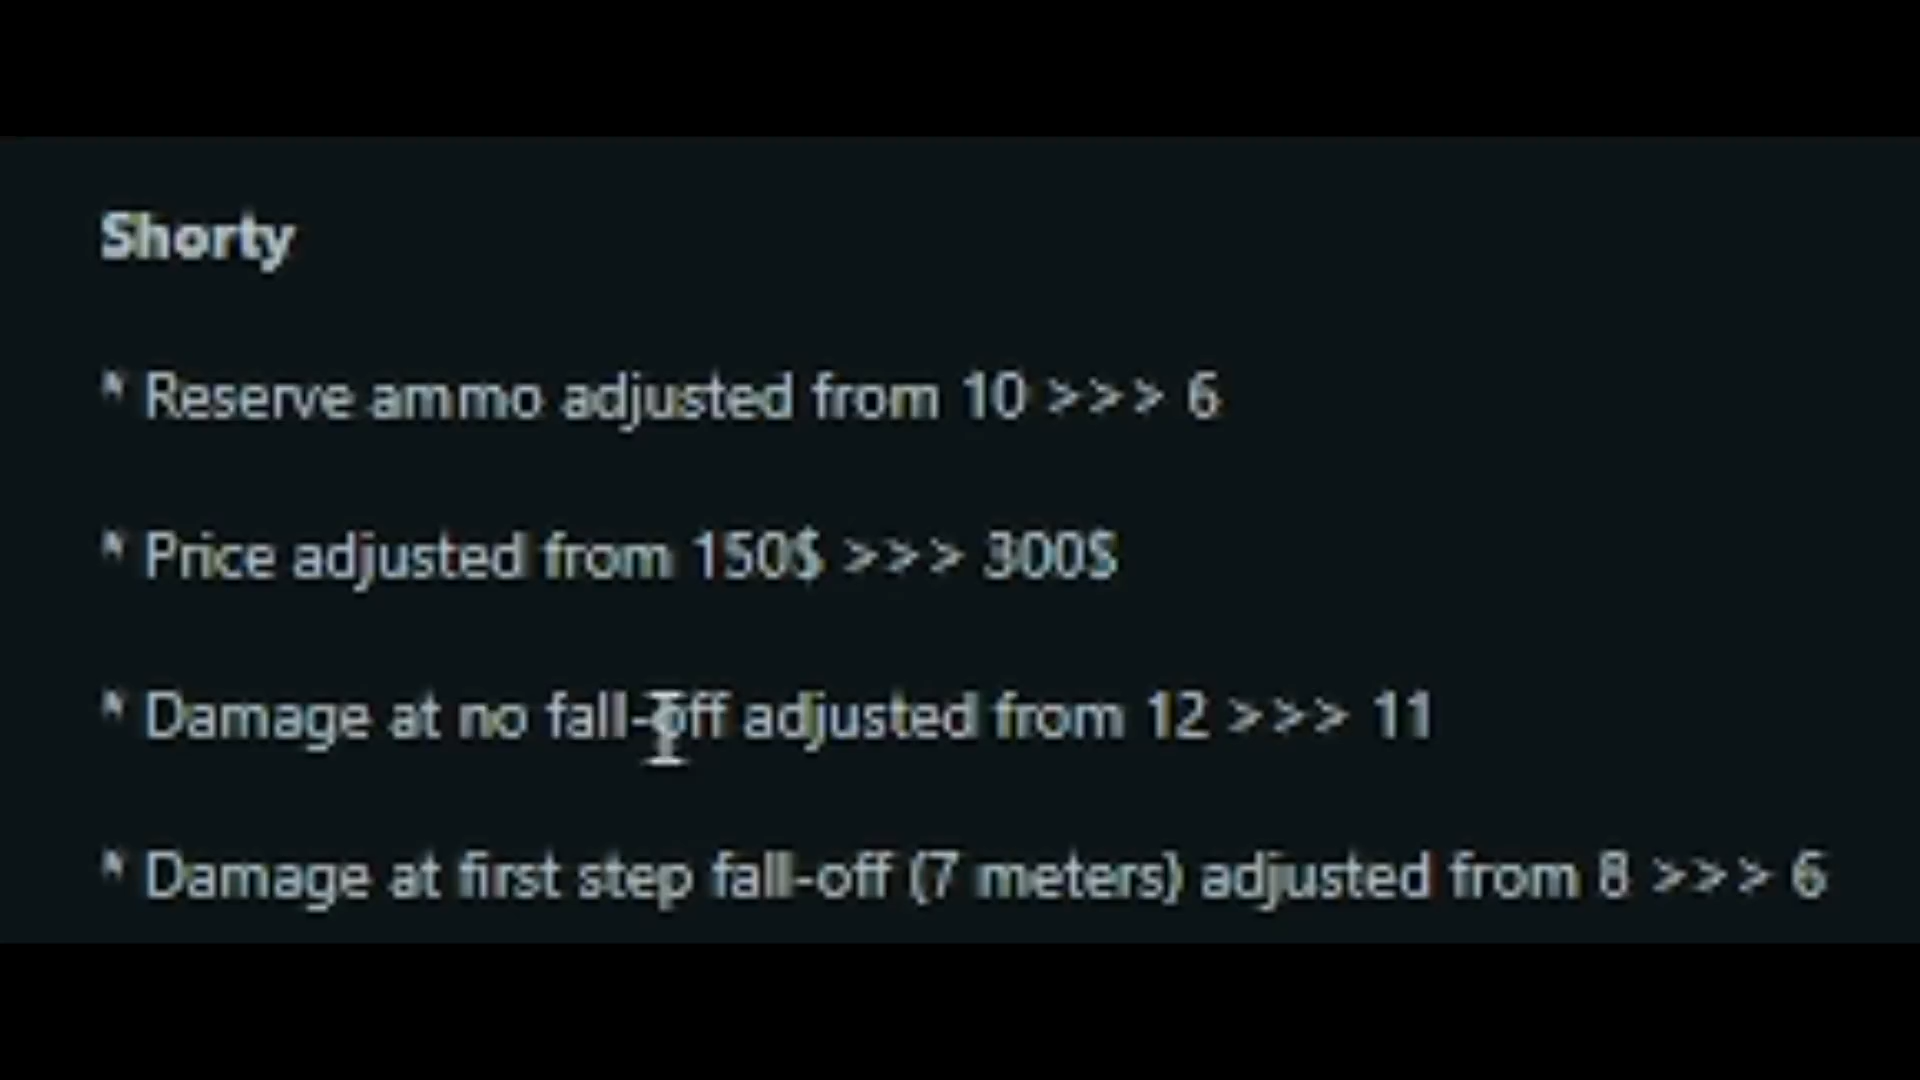 Shorty
* Reserve ammo adjusted from 10 >>> 6
* Price adjusted from 150$ >>> 300$
* Damage at no fall-off adjusted from 12 >>> 11
* Damage at first step fall-off (7 meters) adjusted from 8 >>> 6